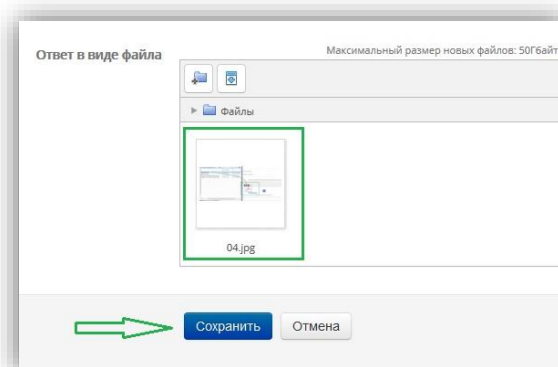 Ответ в виде файла
Максимальный размер новых файлов: 50Гбайт
Файлы
04.jpg
Сохранить
Отмена